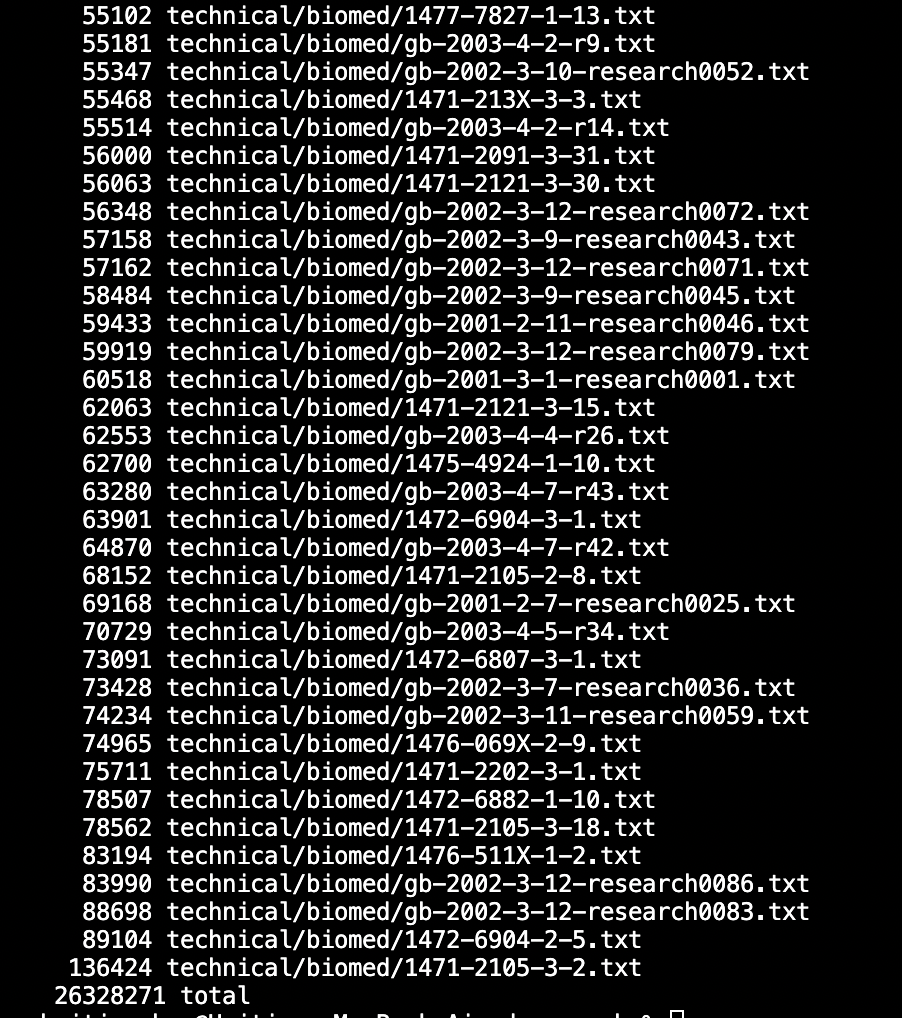 55102 technical/biomed/1477-7827-1-13.txt
55181 technical/biomed/gb-2003-4-2-r9.txt
55347 technical/biomed/gb-2002-3-10-research0052.txt
55468 technical/biomed/1471-213X-3-3.txt
55514 technical/biomed/gb-2003-4-2-r14.txt
56000 technical/biomed/1471-2091-3-31.txt
56063 technical/biomed/1471-2121-3-30.txt
56348 technical/biomed/gb-2002-3-12-research0072.txt
57158 technical/biomed/gb-2002-3-9-research0043.txt
57162 technical/biomed/gb-2002-3-12-research0071.txt
58484 technical/biomed/gb-2002-3-9-research0045.txt
59433 technical/biomed/gb-2001-2-11-research0046.txt
59919 technical/biomed/gb-2002-3-12-research0079.txt
60518 technical/biomed/gb-2001-3-1-research0001.txt
62063 technical/biomed/1471-2121-3-15.txt
62553 technical/biomed/gb-2003-4-4-r26.txt
62700 technical/biomed/1475-4924-1-10.txt
63280 technical/biomed/gb-2003-4-7-r43.txt
63901 technical/biomed/1472-6904-3-1.txt
64870 technical/biomed/gb-2003-4-7-r42.txt
68152 technical/biomed/1471-2105-2-8.txt
69168 technical/biomed/gb-2001-2-7-research0025.txt
70729 technical/biomed/gb-2003-4-5-r34.txt
73091 technical/biomed/1472-6807-3-1.txt
73428 technical/biomed/gb-2002-3-7-research0036.txt
74234 technical/biomed/gb-2002-3-11-research0059.txt
74965 technical/biomed/1476-069X-2-9.txt
75711 technical/biomed/1471-2202-3-1.txt
78507 technical/biomed/1472-6882-1-10.txt
78562 technical/biomed/1471-2105-3-18.txt
83194 technical/biomed/1476-511X-1-2.txt
83990 technical/biomed/gb-2002-3-12-research0086.txt
88698 technical/biomed/gb-2002-3-12-research0083.txt
89104 technical/biomed/1472-6904-2-5.txt
136424 technical/biomed/1471-2105-3-2.txt
26328271 total